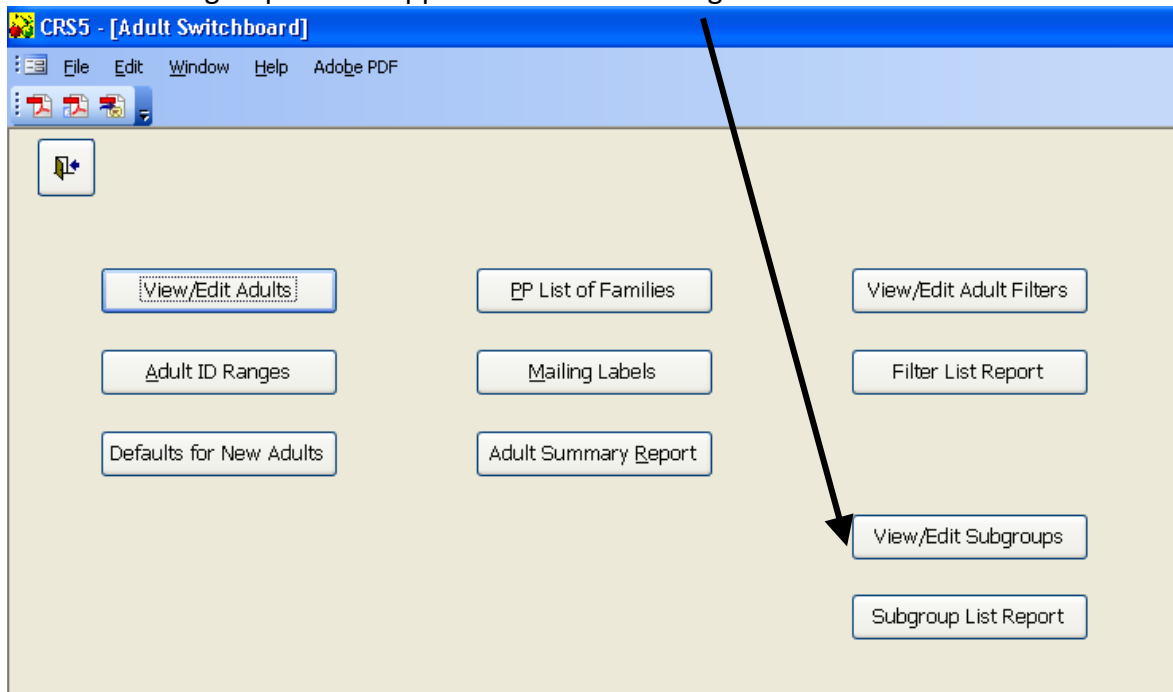 CRS5 - [Adult Switchboard]
File Edit Window Help Adobe PDF
View/Edit Adults PP List of Families View/Edit Adult Filters
Adult ID Ranges Mailing Labels Filter List Report
Defaults for New Adults Adult Summary Report
View/Edit Subgroups
Subgroup List Report